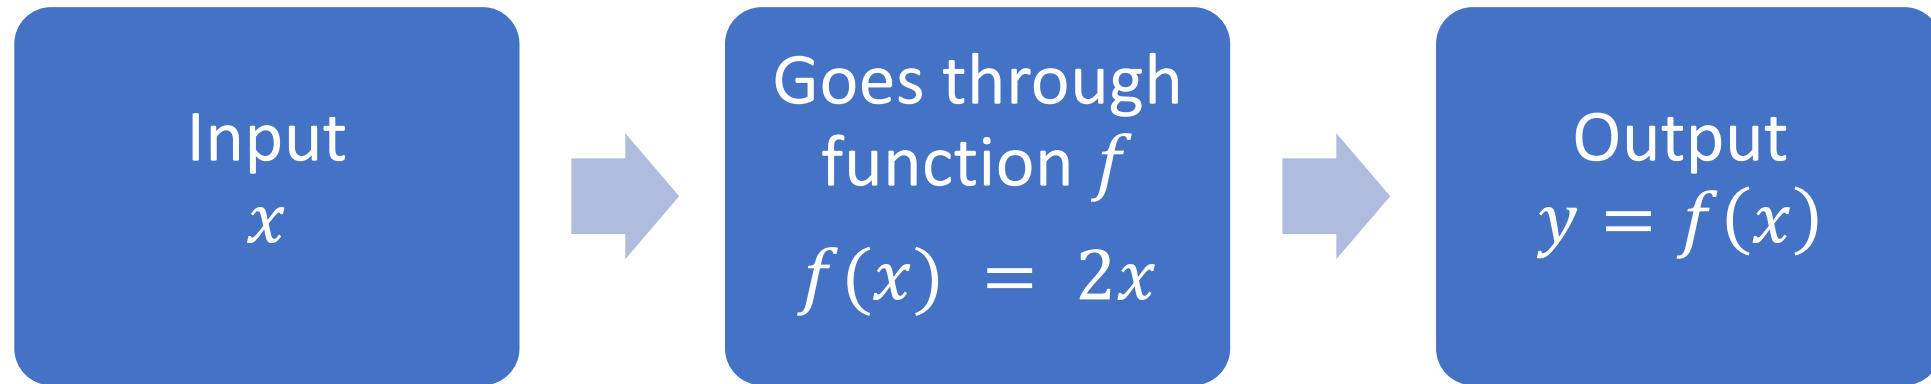 Input
x
Goes through
function f
f(x) = 2x
Output
y = f(x)